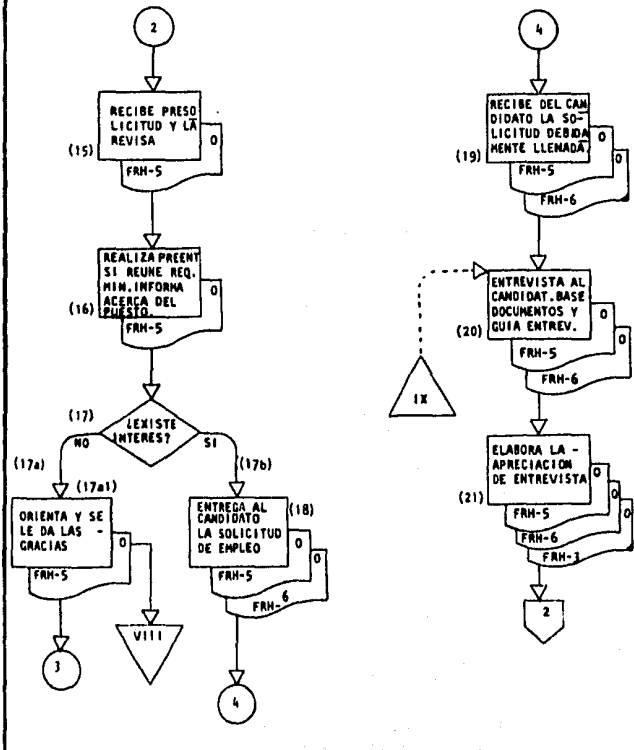 2
RECIBE PRESO
LICITUD Y LA
REVISA
0
(15)
FRH-5
REALIZA PREENT
SI REUNE REQ.
MIN. INFORMA
ACERCA DEL
PUESTO.
0
(16)
FRH-5
(17)
¿EXISTE
INTERES?
NO
SI
(17a)
(17a1)
ORIENTA Y SE
LE DA LAS -
GRACIAS
0
FRH-5
3
VIII
(17b)
ENTREGA AL
CANDIDATO
LA SOLICITUD
DE EMPLEO
(18)
0
0
FRH-5
FRH-6
4
4
RECIBE DEL CAN
DIDATO LA SO-
LICITUD DEBIDA
MENTE LLENADA.
0
(19)
FRH-5
FRH-6
ENTREVISTA AL
CANDIDAT. BASE
DOCUMENTOS Y
GUIA ENTREV.
0
(20)
FRH-5
FRH-6
IX
ELABORA LA -
APRECIACION
DE ENTREVISTA
0
0
0
(21)
FRH-5
FRH-6
FRH-3
2